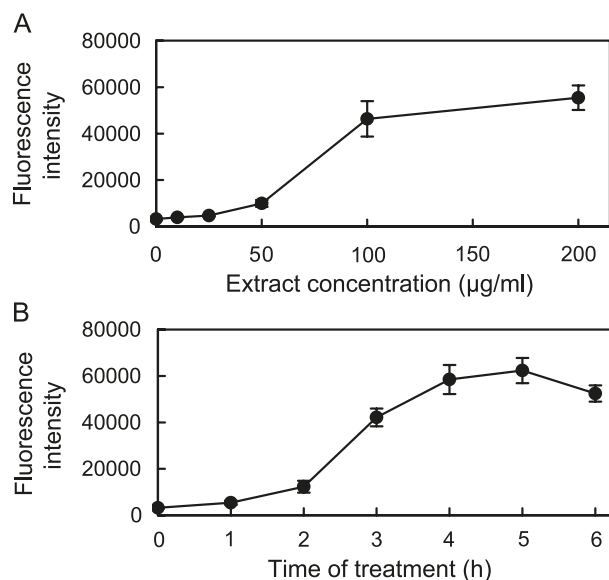 A
80000
60000
40000
20000
0
Fluorescence
intensity
0 50 100 150 200
Extract concentration (µg/ml)
B
80000
60000
40000
20000
0
Fluorescence
intensity
0 1 2 3 4 5 6
Time of treatment (h)